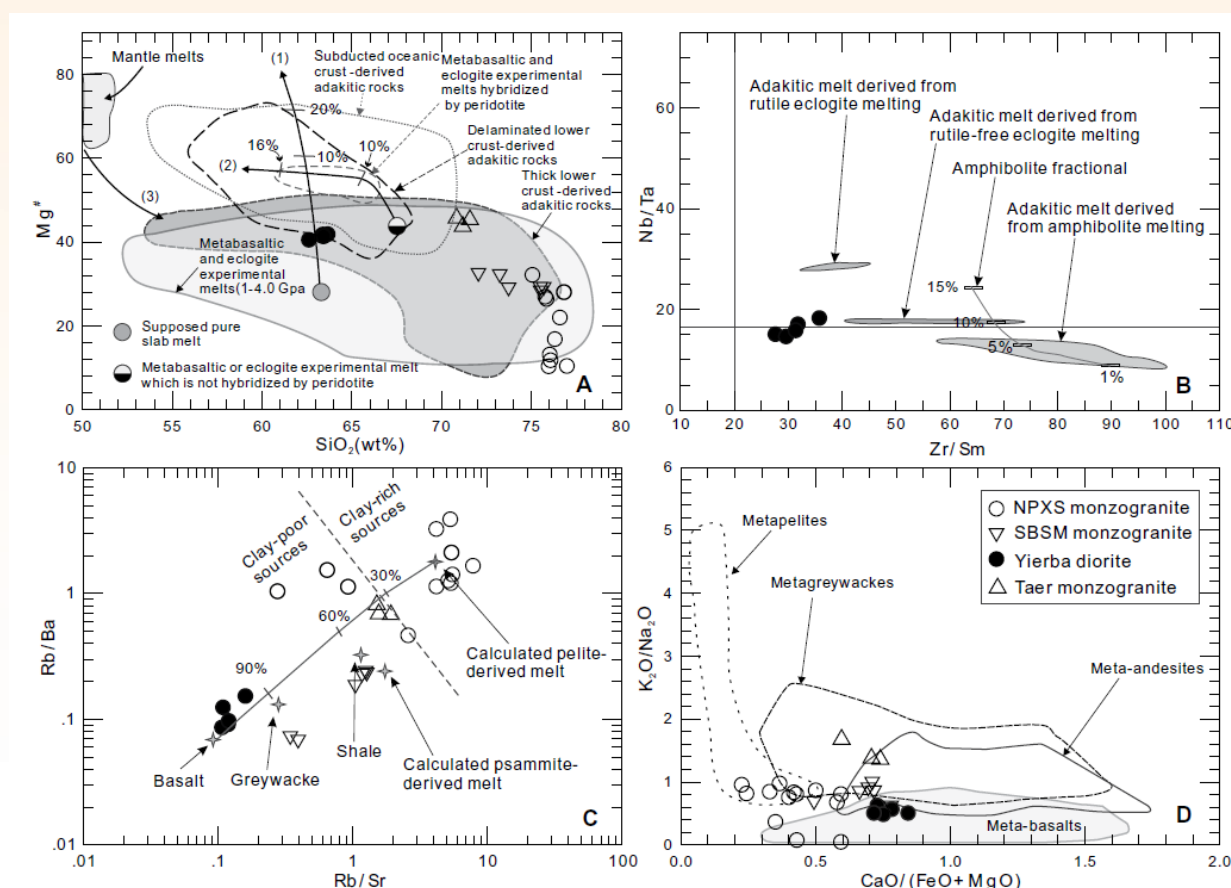 Mantle melts
(1)
Subducted oceanic
crust -derived
adakitic rocks
Metabasaltic and
eclogite experimental
melts hybridized
by peridotite
20%
16%
10%
10%
(2)
(3)
Delaminated lower
crust-derived
adakitic rocks
Thick lower
crust -derived
adakitic rocks
Metabasaltic
and eclogite
experimental
melts(1-4.0 Gpa
Supposed pure
slab melt
Metabasaltic or eclogite experimental melt
which is not hybridized by peridotite
A
Mg#
80
60
40
20
0
50 55 60 65 70 75 80
SiO₂(wt%)
Adakitic melt derived from
rutile eclogite melting
Adakitic melt derived from
rutile-free eclogite melting
Amphibolite fractional
Adakitic melt derived
from amphibolite melting
15%
10%
5%
1%
B
Nb/Ta
60
40
20
0
10 20 30 40 50 60 70 80 90 100 110
Zr/Sm
Clay-poor
sources
Clay-rich
sources
30%
60%
90%
Calculated pelite-
derived melt
Shale
Calculated psammite-
derived melt
Basalt
Greywacke
C
Rb/Ba
10
1
.1
.01
.01 .1 1 10 100
Rb/Sr
NPXS monzogranite
SBSM monzogranite
Yierba diorite
Taer monzogranite
Metapelites
Metagreywackes
Meta-andesites
Meta-basalts
D
K₂O/Na₂O
6
5
4
3
2
1
0
0.0 0.5 1.0 1.5 2.0
CaO/(FeO+MgO)